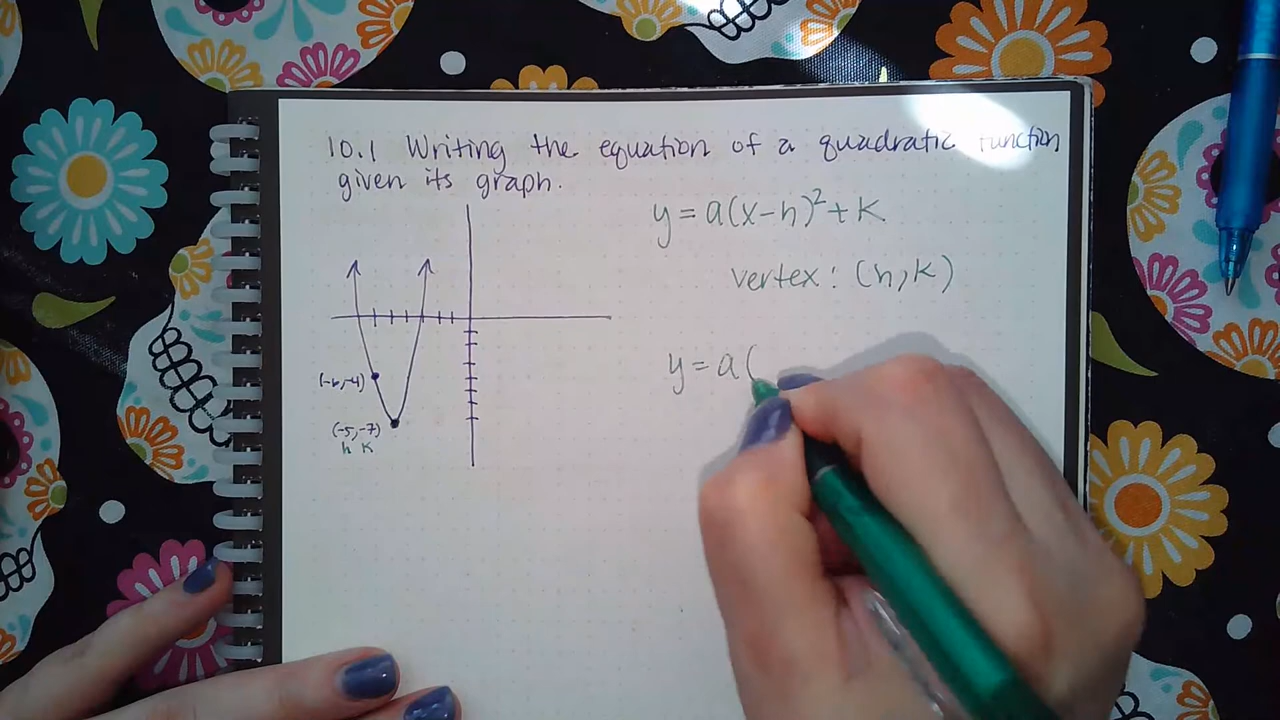 10.1 Writing the equation of a quadratic function
given its graph.
y = a(x-h)²+k
vertex: (h,k)
y = a(
(-6,-4)
(-5,-7)
h k